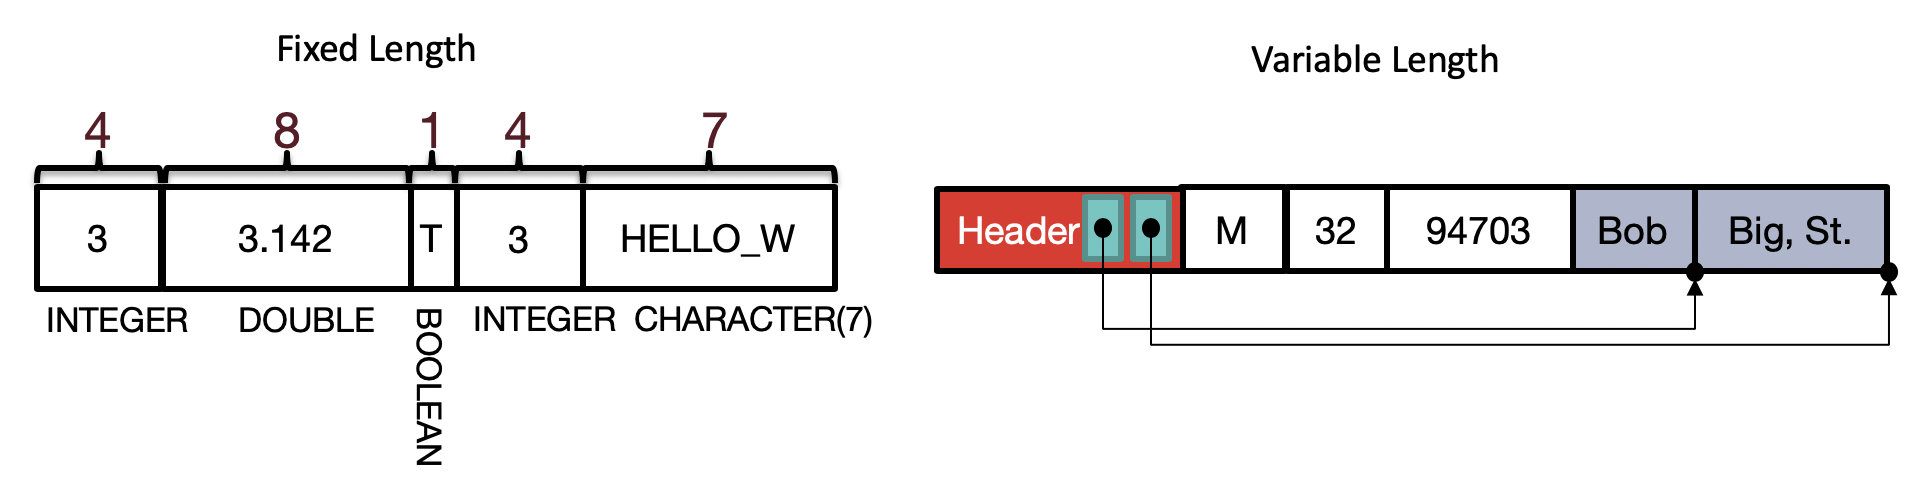 Fixed Length
4 8 1 4 7
3 3.142 T 3 HELLO_W
INTEGER DOUBLE BOOLEAN INTEGER CHARACTER(7)
Variable Length
Header M 32 94703 Bob Big, St.